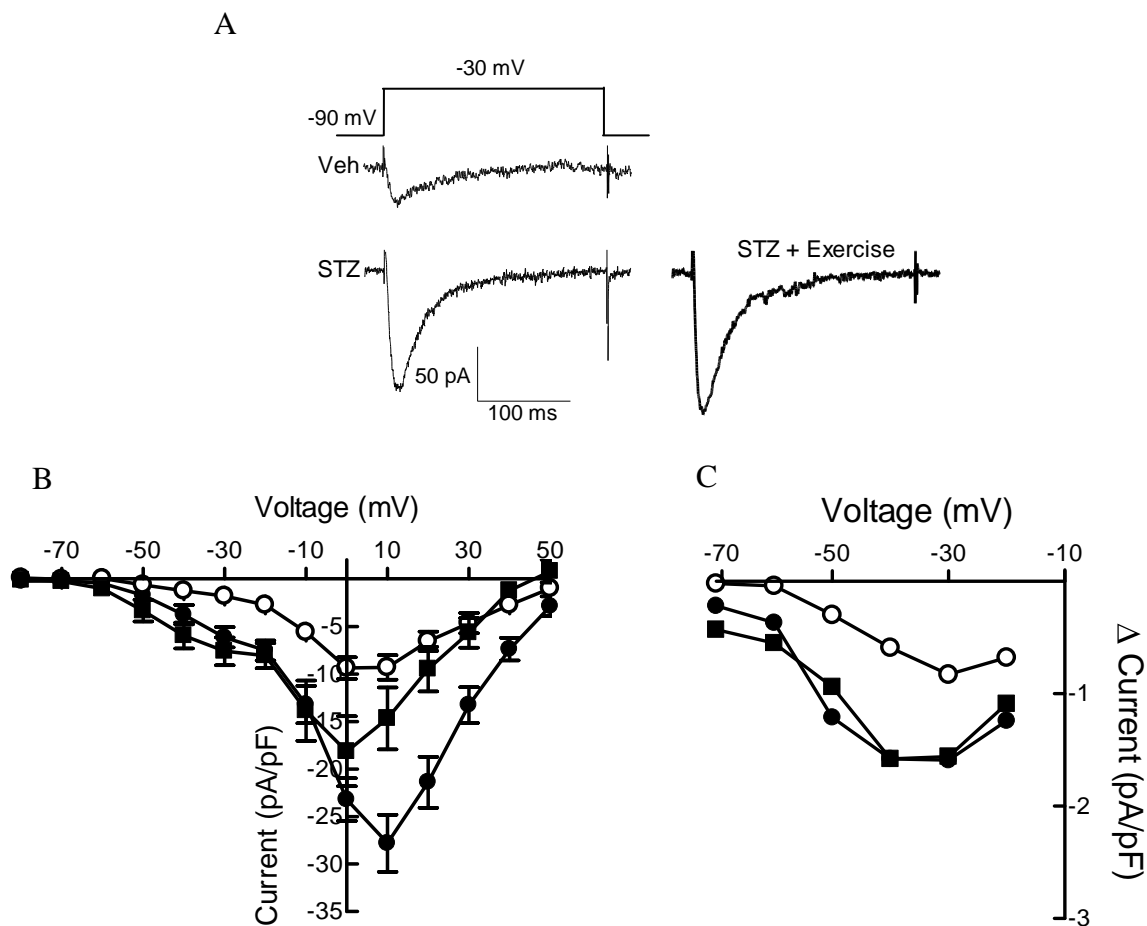 A
-30 mV
-90 mV
Veh
STZ
STZ + Exercise
50 pA
100 ms
B
Voltage (mV)
-70 -50 -30 -10 10 30 50
-5
-10
-15
-20
-25
-30
-35
Current (pA/pF)
C
Voltage (mV)
-70 -50 -30 -10
-1
-2
-3
Δ Current (pA/pF)